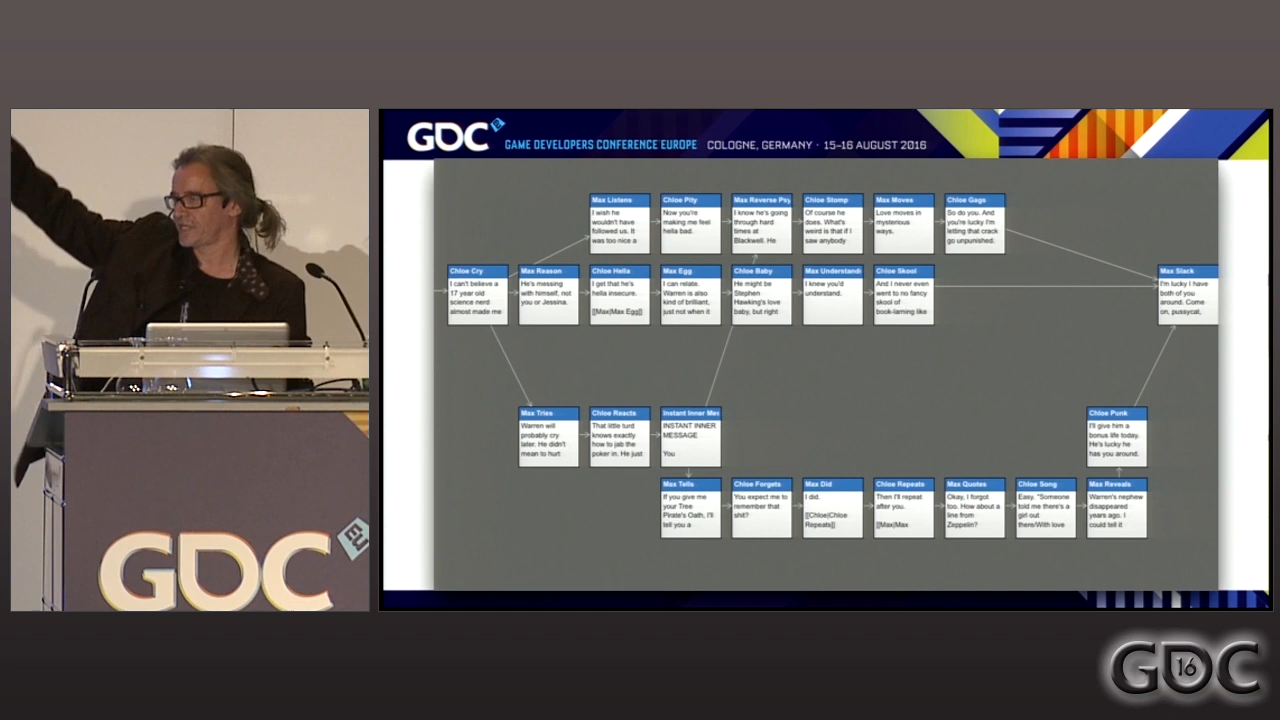 GDC EU
GAME DEVELOPERS CONFERENCE EUROPE COLOGNE, GERMANY · 15-16 AUGUST 2016
Max Listens
I wish he
wouldn't have
followed us. It
was too nice a
Chloe Pity
Now you're
making me feel
hella bad.
Max Reverse Psy
I know he's going
through hard
times at
Blackwell. He
Chloe Stomp
Of course he
does. What's
weird is that if I
saw anybody
Max Moves
Love moves in
mysterious
ways.
Chloe Gags
So do you. And
you're lucky I'm
letting that crack
go unpunished.
Chloe Cry
I can't believe a
17 year old
science nerd
almost made me
Max Reason
He's messing
with himself, not
you or Jessina.
Chloe Hella
I get that he's
hella insecure.
[[Max|Max Egg]]
Max Egg
I can relate.
Warren is also
kind of brilliant,
just not when it
Chloe Baby
He might be
Stephen
Hawking's love
baby, but right
Max Understands
I knew you'd
understand.
Chloe Skool
And I never even
went to no fancy
skool of
book-larning like
Max Slack
I'm lucky I have
both of you
around. Come
on, pussycat,
Max Tries
Warren will
probably cry
later. He didn't
mean to hurt
Chloe Reacts
That little turd
knows exactly
how to jab the
poker in. He just
Instant Inner Mes
INSTANT INNER
MESSAGE
You
Chloe Punk
I'll give him a
bonus life today.
He's lucky he
has you around.
Max Tells
If you give me
your Tree
Pirate's Oath, I'll
tell you a
Chloe Forgets
You expect me to
remember that
shit?
Max Did
I did.
[[Chloe|Chloe
Repeats]]
Chloe Repeats
Then I'll repeat
after you.
[[Max|Max
Max Quotes
Okay, I forgot
too. How about a
line from
Zeppelin?
Chloe Song
Easy. "Someone
told me there's a
girl out
there/With love
Max Reveals
Warren's nephew
disappeared
years ago. I
could tell it
GDC EU
GDC 16